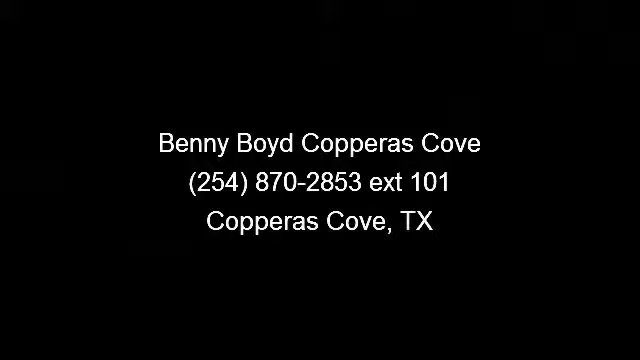 Benny Boyd Copperas Cove
(254) 870-2853 ext 101
Copperas Cove, TX